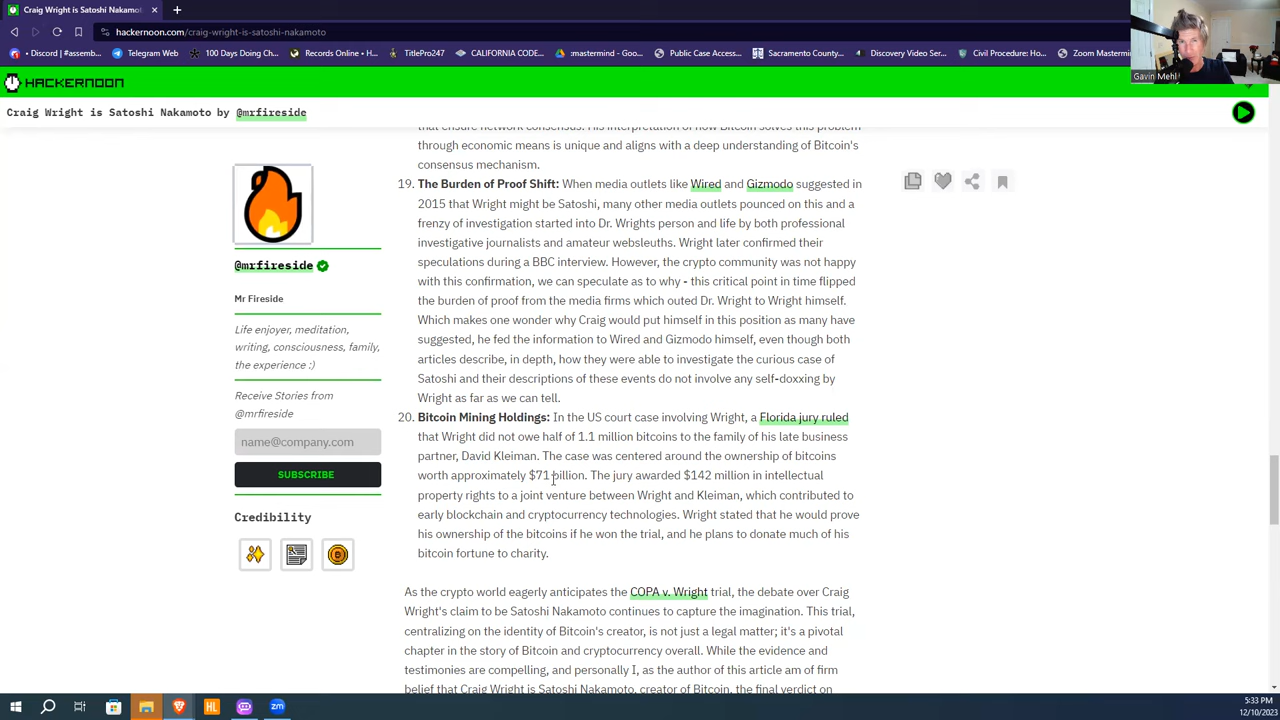 Craig Wright is Satoshi Nakamoto
hackernoon.com/craig-wright-is-satoshi-nakamoto
• Discord | #assemb...
Telegram Web
100 Days Doing Ch...
Records Online
TitlePro247
CALIFORNIA CODE...
:mastermind - Goo...
Public Case Access
Sacramento County...
Discovery Video Ser...
Civil Procedure: Ho...
Zoom Mastermi
Gavin Mehl
HACKERNOON
Craig Wright is Satoshi Nakamoto by @mrfireside
that ensure network consensus. His interpretation of how Bitcoin solves this problem
through economic means is unique and aligns with a deep understanding of Bitcoin's
consensus mechanism.
19. The Burden of Proof Shift: When media outlets like Wired and Gizmodo suggested in
2015 that Wright might be Satoshi, many other media outlets pounced on this and a
frenzy of investigation started into Dr. Wrights person and life by both professional
investigative journalists and amateur websleuths. Wright later confirmed their
speculations during a BBC interview. However, the crypto community was not happy
with this confirmation, we can speculate as to why - this critical point in time flipped
the burden of proof from the media firms which outed Dr. Wright to Wright himself.
Which makes one wonder why Craig would put himself in this position as many have
suggested, he fed the information to Wired and Gizmodo himself, even though both
articles describe, in depth, how they were able to investigate the curious case of
Satoshi and their descriptions of these events do not involve any self-doxxing by
Wright as far as we can tell.
20. Bitcoin Mining Holdings: In the US court case involving Wright, a Florida jury ruled
that Wright did not owe half of 1.1 million bitcoins to the family of his late business
partner, David Kleiman. The case was centered around the ownership of bitcoins
worth approximately $71 billion. The jury awarded $142 million in intellectual
property rights to a joint venture between Wright and Kleiman, which contributed to
early blockchain and cryptocurrency technologies. Wright stated that he would prove
his ownership of the bitcoins if he won the trial, and he plans to donate much of his
bitcoin fortune to charity.
As the crypto world eagerly anticipates the COPA v. Wright trial, the debate over Craig
Wright's claim to be Satoshi Nakamoto continues to capture the imagination. This trial,
centralizing on the identity of Bitcoin's creator, is not just a legal matter; it's a pivotal
chapter in the story of Bitcoin and cryptocurrency overall. While the evidence and
testimonies are compelling, and personally I, as the author of this article am of firm
belief that Craig Wright is Satoshi Nakamoto, creator of Bitcoin, the final verdict on
@mrfireside
Mr Fireside
Life enjoyer, meditation,
writing, consciousness, family,
the experience :)
Receive Stories from
@mrfireside
name@company.com
SUBSCRIBE
Credibility
HL
zm
5:33 PM
12/10/2023